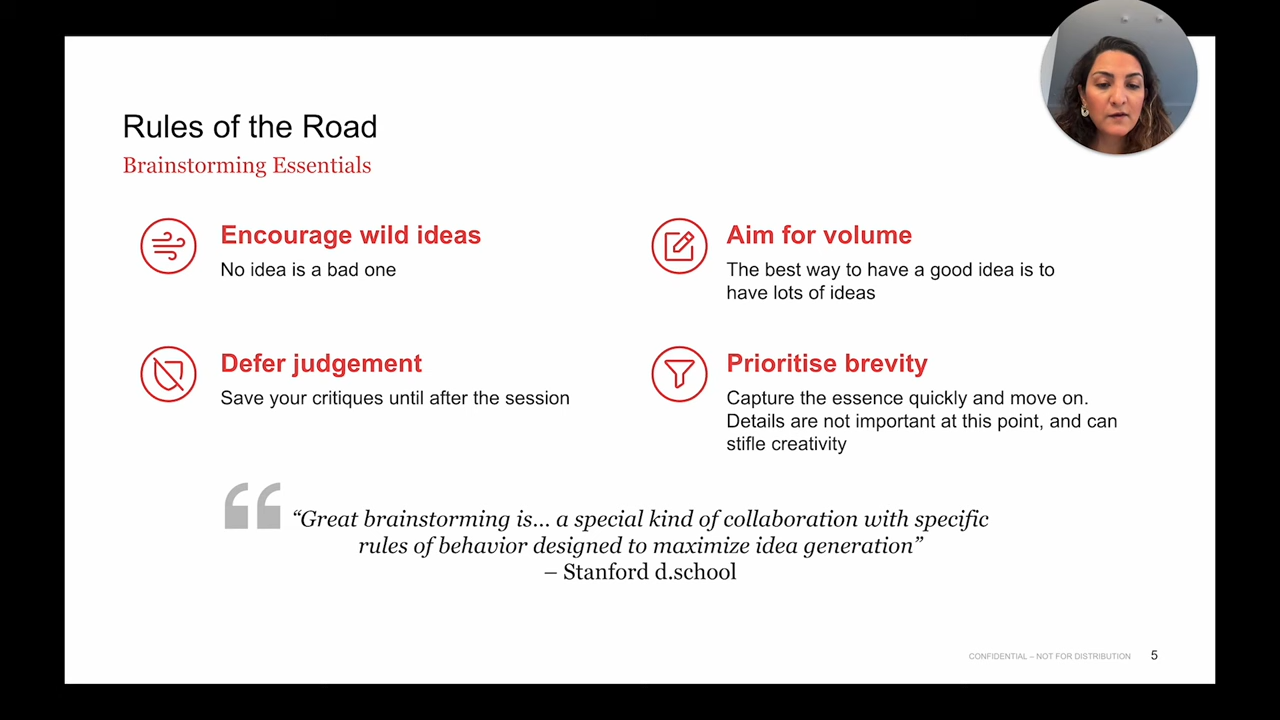 Rules of the Road
Brainstorming Essentials
Encourage wild ideas
No idea is a bad one
Aim for volume
The best way to have a good idea is to
have lots of ideas
Defer judgement
Save your critiques until after the session
Prioritise brevity
Capture the essence quickly and move on.
Details are not important at this point, and can
stifle creativity
“Great brainstorming is... a special kind of collaboration with specific
rules of behavior designed to maximize idea generation”
– Stanford d.school
CONFIDENTIAL – NOT FOR DISTRIBUTION 5